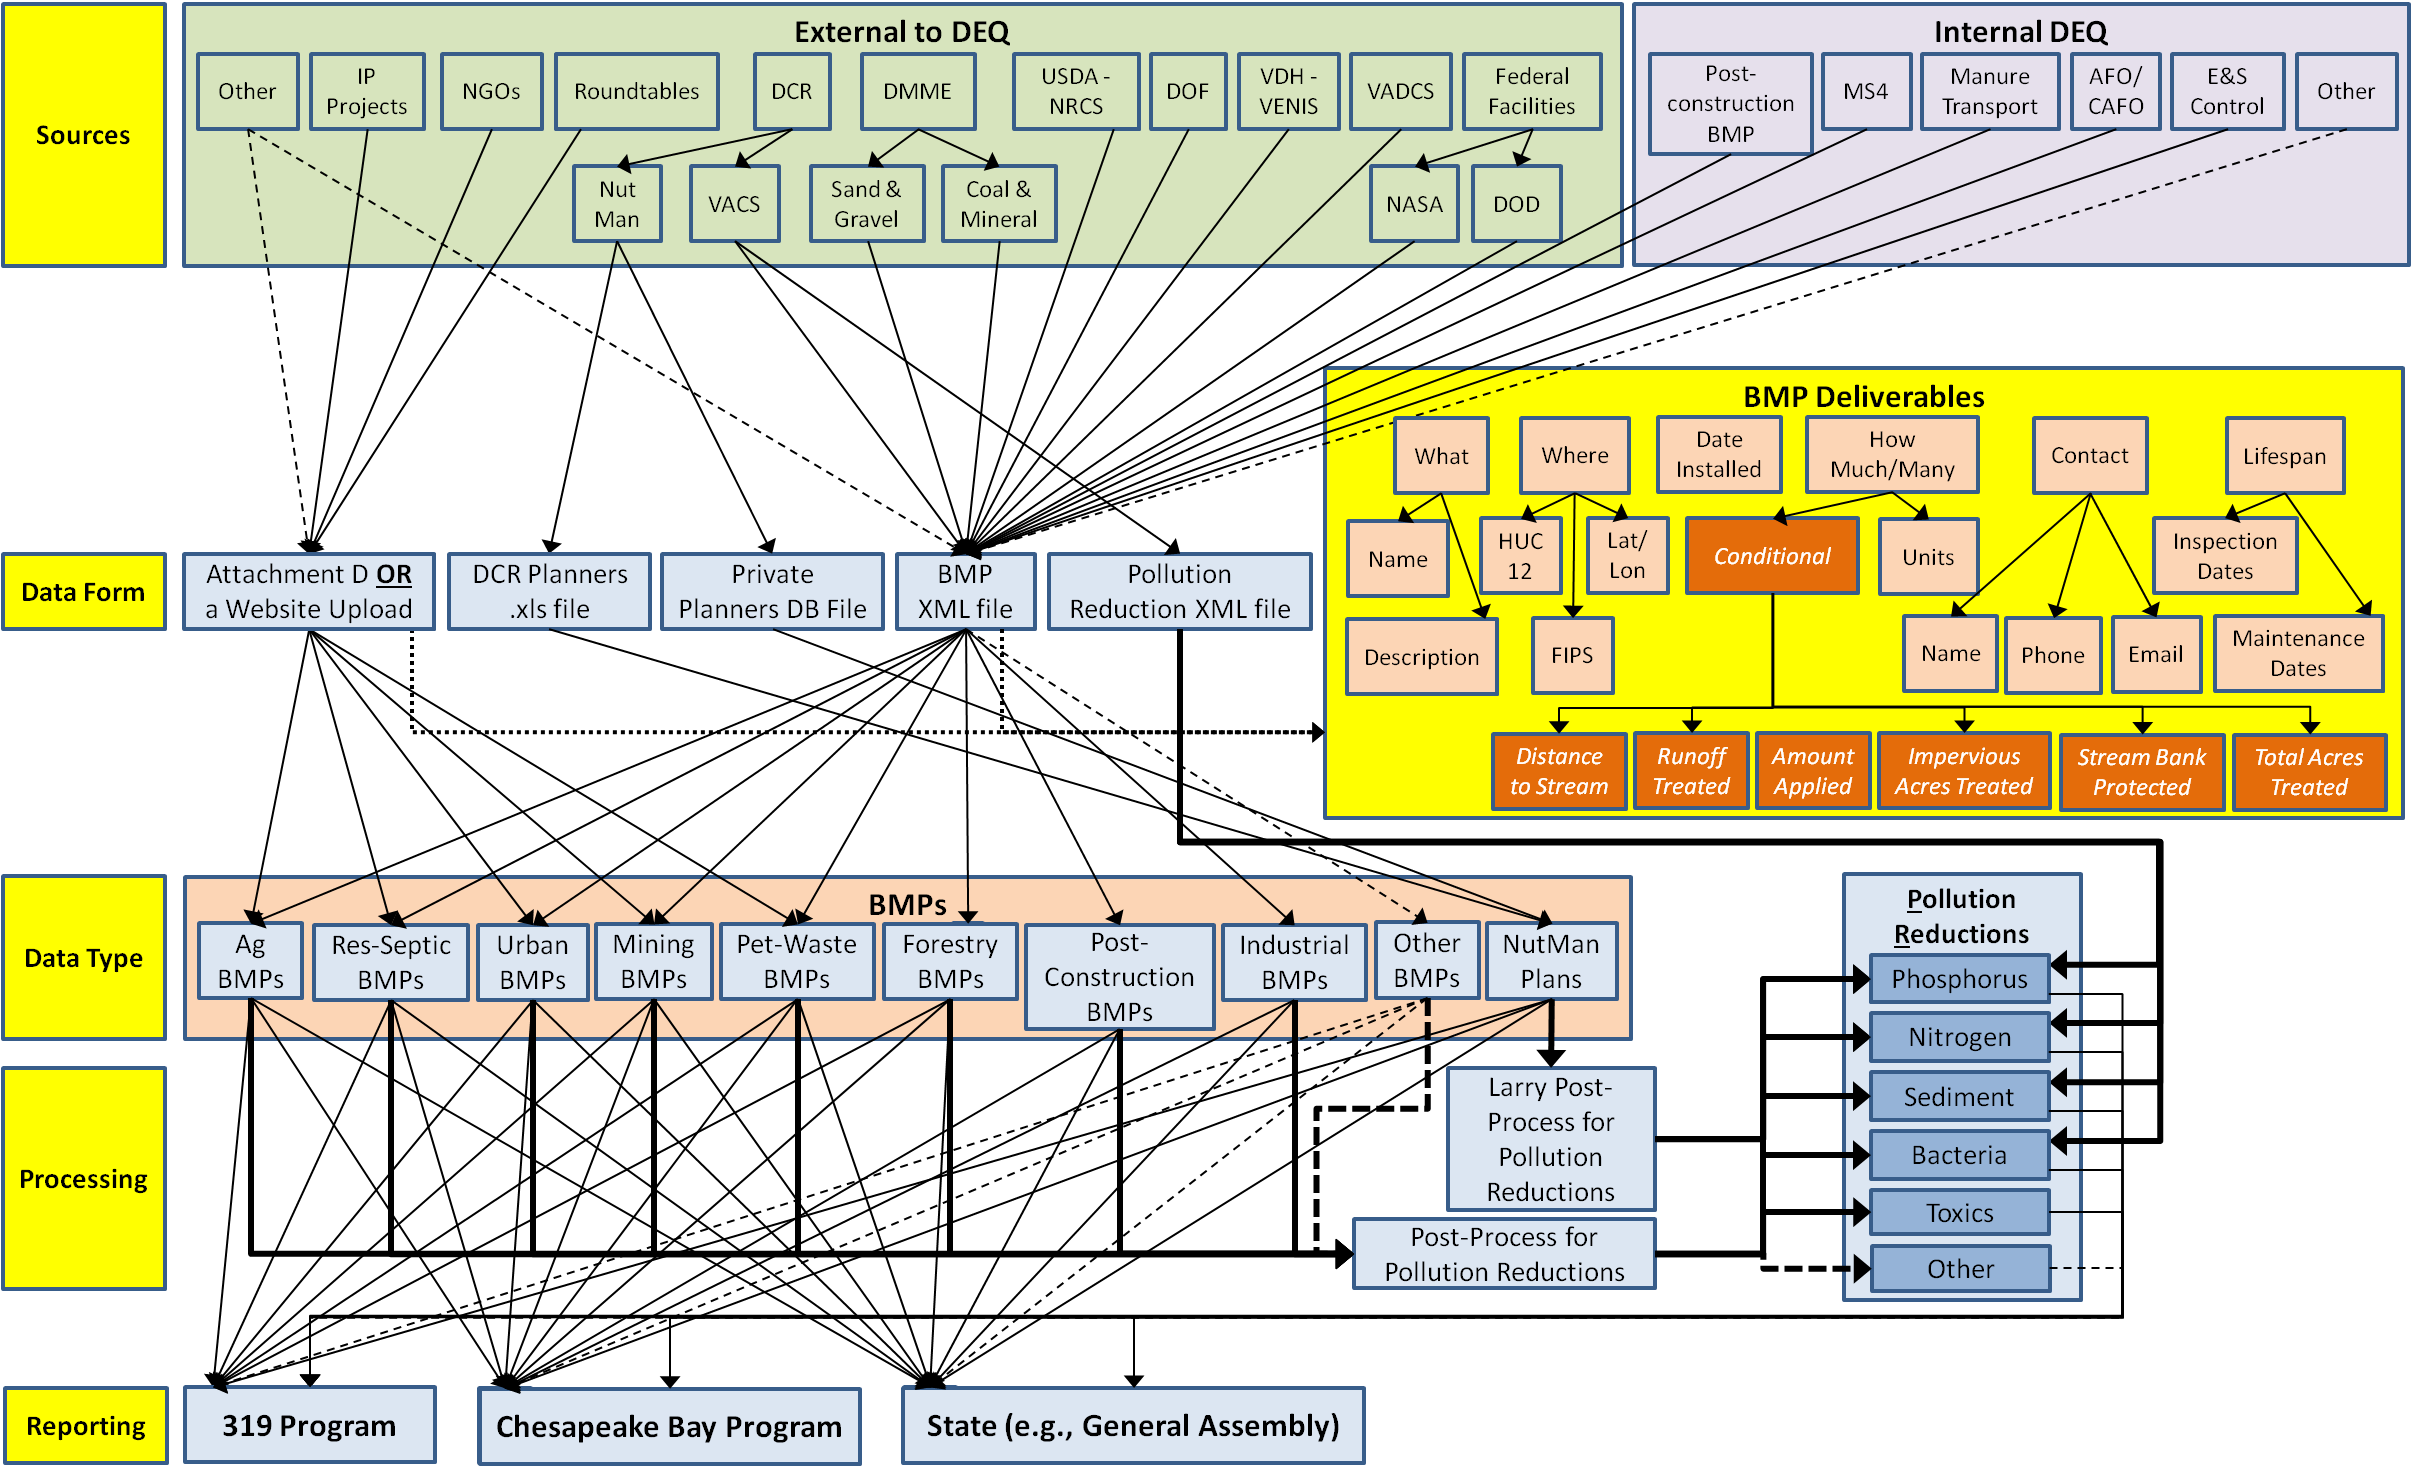 Sources
External to DEQ
Other
IP
Projects
NGOs
Roundtables
DCR
DMME
USDA -
NRCS
DOF
VDH -
VENIS
VADCS
Federal
Facilities
Nut
Man
VACS
Sand &
Gravel
Coal &
Mineral
NASA
DOD
Internal DEQ
Post-
construction
BMP
MS4
Manure
Transport
AFO/
CAFO
E&S
Control
Other
Data Form
Attachment D OR
a Website Upload
DCR Planners
.xls file
Private
Planners DB File
BMP
XML file
Pollution
Reduction XML file
BMP Deliverables
What
Where
Date
Installed
How
Much/Many
Contact
Lifespan
Name
HUC
12
Lat/
Lon
Conditional
Units
Inspection
Dates
Description
FIPS
Name
Phone
Email
Maintenance
Dates
Distance
to Stream
Runoff
Treated
Amount
Applied
Impervious
Acres Treated
Stream Bank
Protected
Total Acres
Treated
Data Type
BMPs
Ag
BMPs
Res-Septic
BMPs
Urban
BMPs
Mining
BMPs
Pet-Waste
BMPs
Forestry
BMPs
Post-
Construction
BMPs
Industrial
BMPs
Other
BMPs
NutMan
Plans
Pollution
Reductions
Phosphorus
Nitrogen
Sediment
Bacteria
Toxics
Other
Processing
Larry Post-
Process for
Pollution
Reductions
Post-Process for
Pollution Reductions
Reporting
319 Program
Chesapeake Bay Program
State (e.g., General Assembly)